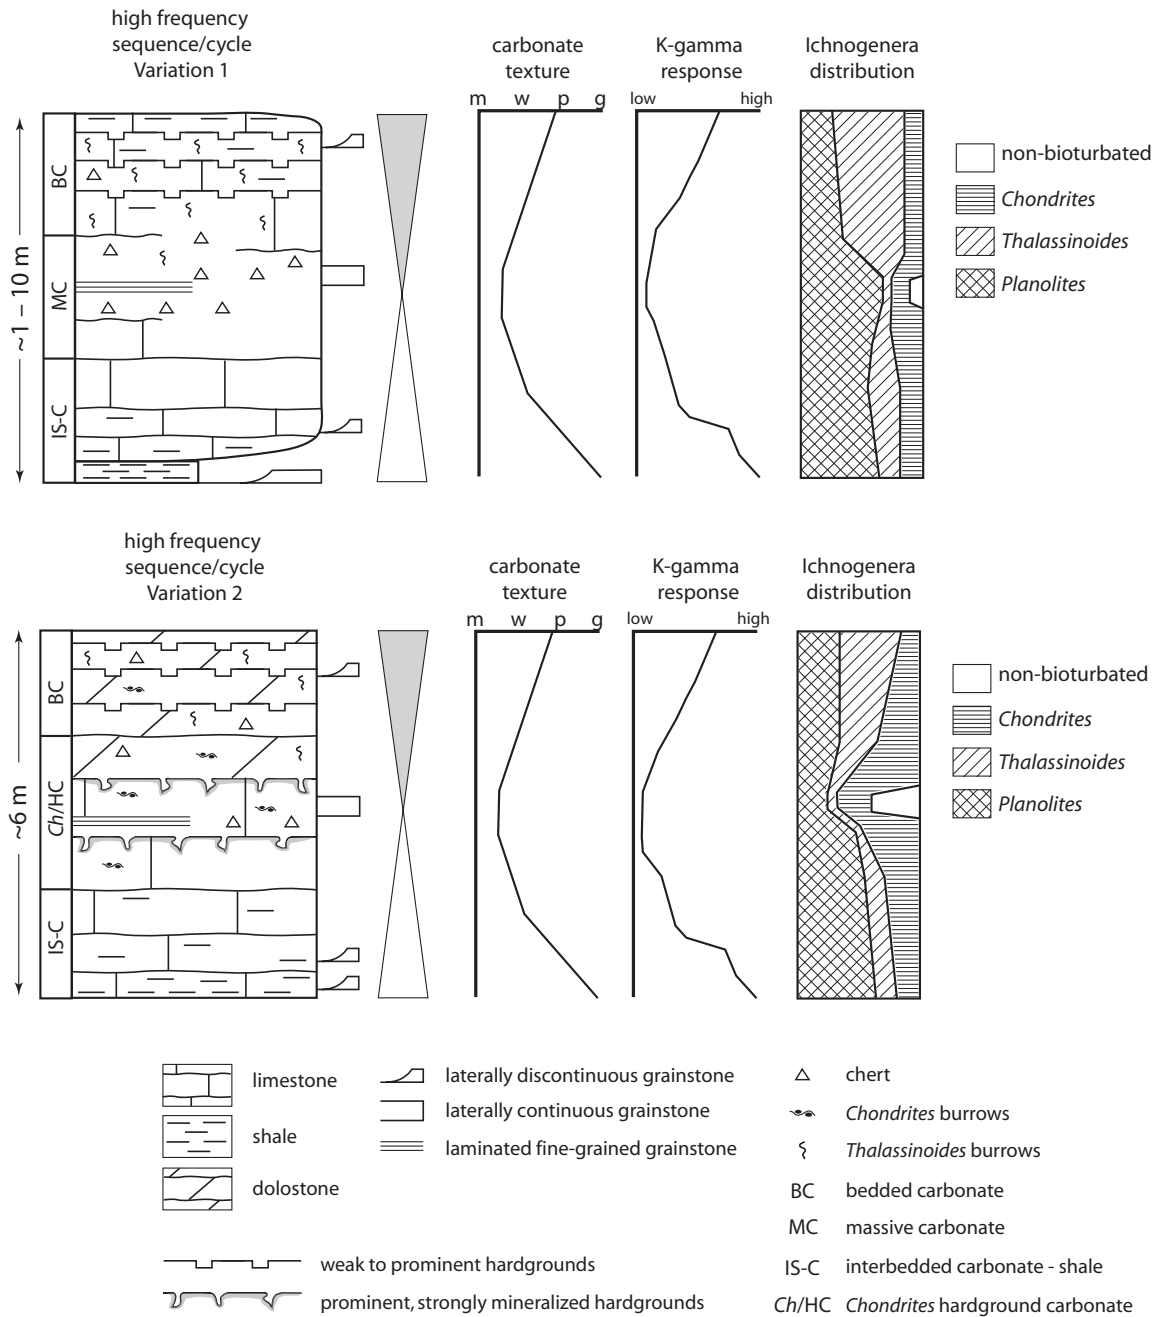 high frequency
sequence/cycle
Variation 1
carbonate
texture
K-gamma
response
Ichnogenera
distribution
m w p g
low high
BC
MC
IS-C
~1 – 10 m
non-bioturbated
Chondrites
Thalassinoides
Planolites
high frequency
sequence/cycle
Variation 2
carbonate
texture
K-gamma
response
Ichnogenera
distribution
m w p g
low high
BC
Ch/HC
IS-C
~6 m
non-bioturbated
Chondrites
Thalassinoides
Planolites
limestone
shale
dolostone
weak to prominent hardgrounds
prominent, strongly mineralized hardgrounds
laterally discontinuous grainstone
laterally continuous grainstone
laminated fine-grained grainstone
chert
Chondrites burrows
Thalassinoides burrows
BC bedded carbonate
MC massive carbonate
IS-C interbedded carbonate - shale
Ch/HC Chondrites hardground carbonate